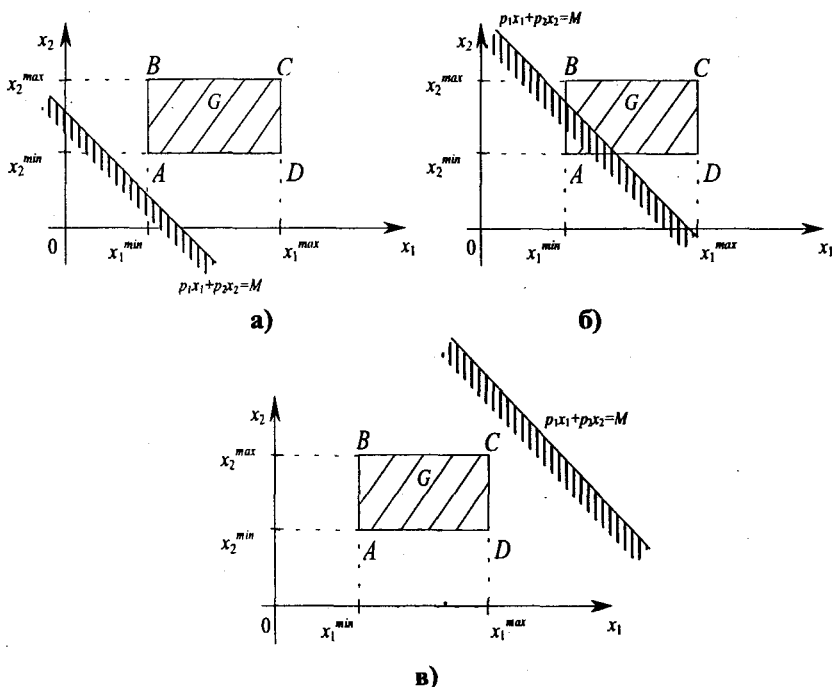 x₂
B C
x₂ᵐᵃˣ
G
x₂ᵐⁱⁿ
A D
0 x₁ᵐⁱⁿ x₁ᵐᵃˣ x₁
p₁x₁+p₂x₂=M
а)
p₁x₁+p₂x₂=M
x₂
B C
x₂ᵐᵃˣ
G
x₂ᵐⁱⁿ
A D
0 x₁ᵐⁱⁿ x₁ᵐᵃˣ x₁
б)
x₂
p₁x₁+p₂x₂=M
B C
x₂ᵐᵃˣ
G
x₂ᵐⁱⁿ
A D
0 x₁ᵐⁱⁿ x₁ᵐᵃˣ x₁
в)